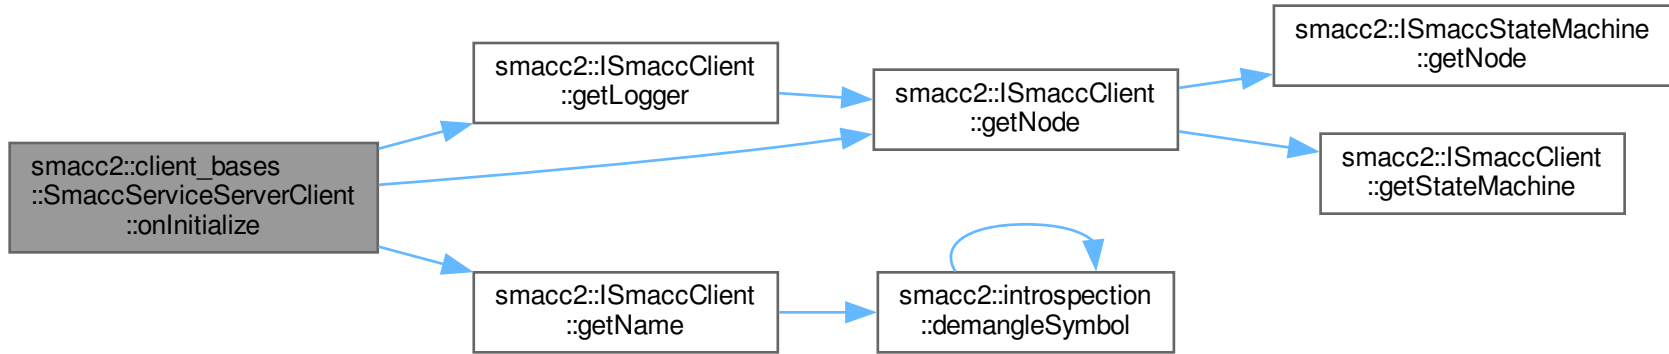 smacc2::client_bases
::SmaccServiceServerClient
::onInitialize
smacc2::ISmaccClient
::getLogger
smacc2::ISmaccClient
::getNode
smacc2::ISmaccStateMachine
::getNode
smacc2::ISmaccClient
::getStateMachine
smacc2::ISmaccClient
::getName
smacc2::introspection
::demangleSymbol